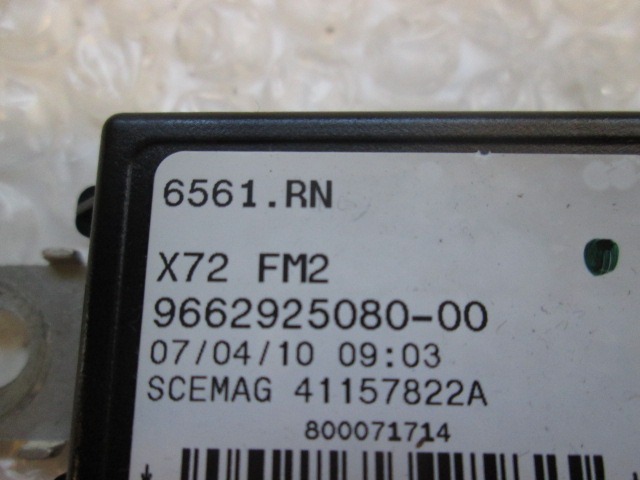 6561.RN
X72 FM2
9662925080-00
07/04/10 09:03
SCEMAG 41157822A
800071714